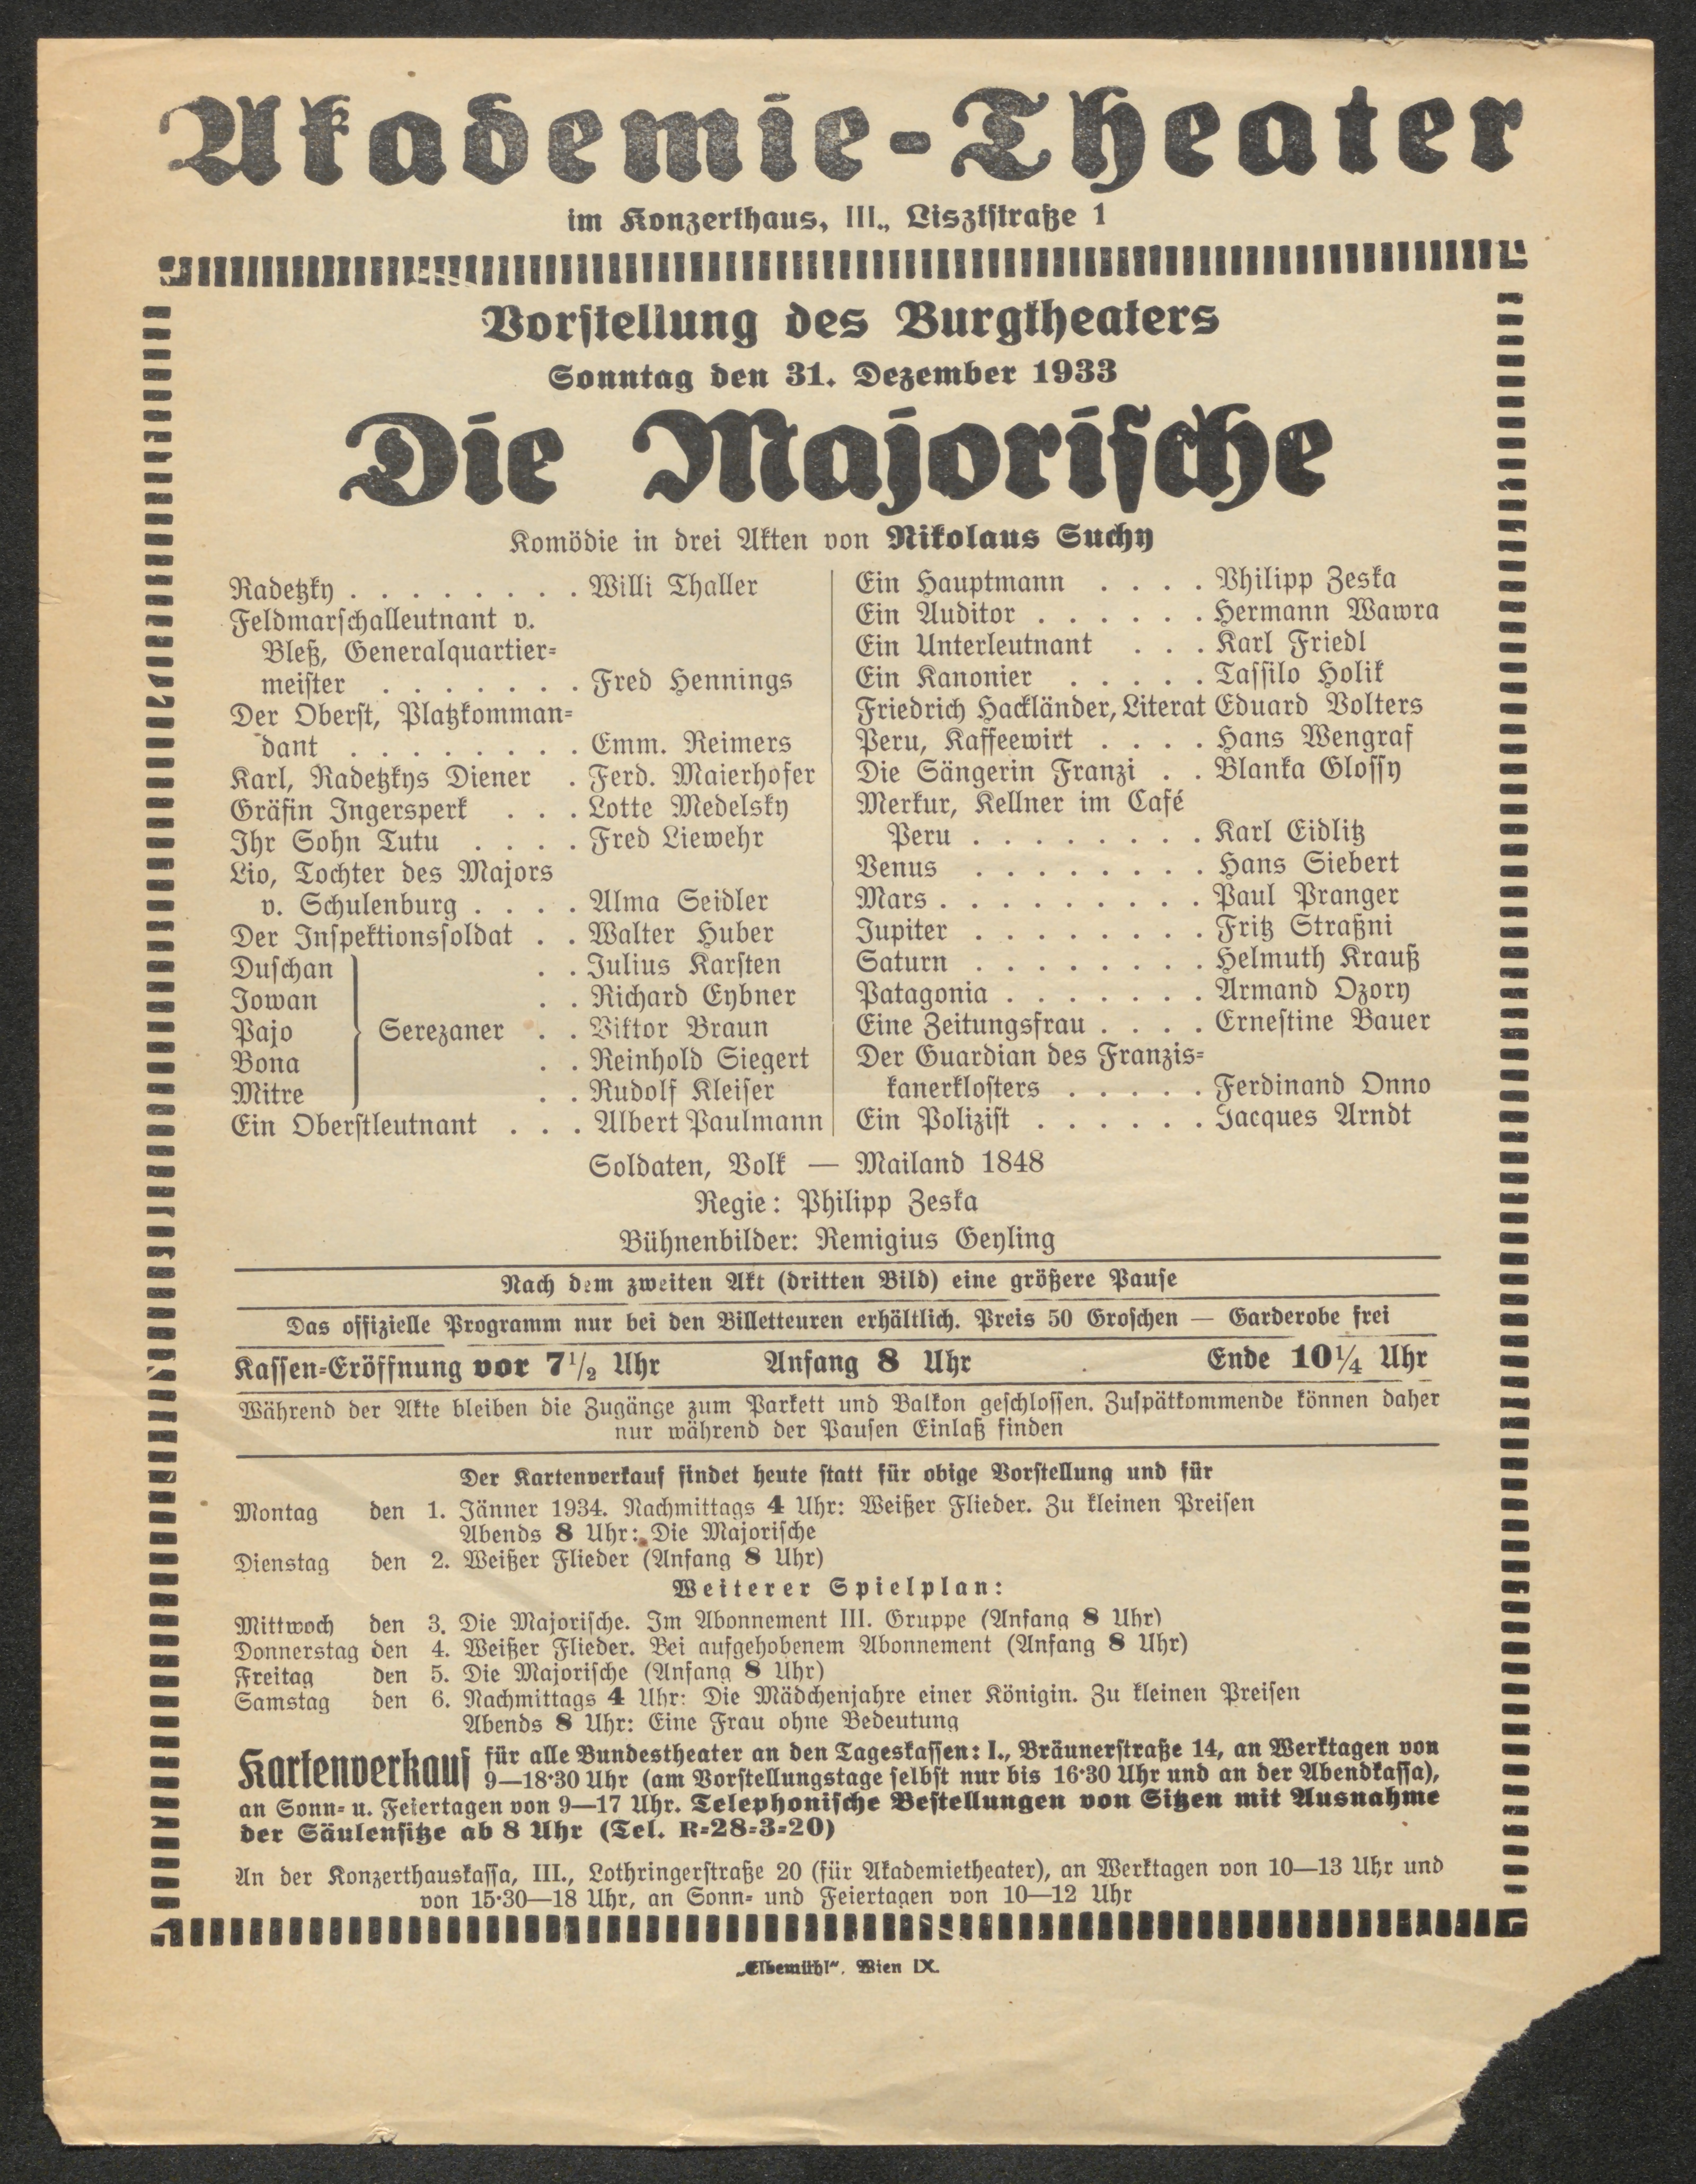 Akademie-Theater
im Konzerthaus, III., Lisztstraße 1
Vorstellung des Burgtheaters
Sonntag den 31. Dezember 1933
Die Majorische
Komödie in drei Akten von Nikolaus Suchy
Radetzky . . . . . . . . Willi Thaller
Feldmarschalleutnant v.
Bleß, Generalquartier-
meister . . . . . . . Fred Hennings
Der Oberst, Platzkomman-
dant . . . . . . . . Emm. Reimers
Karl, Radetzkys Diener . Ferd. Maierhofer
Gräfin Ingersperk . . . Lotte Medelsky
Ihr Sohn Tutu . . . . Fred Liewehr
Lio, Tochter des Majors
v. Schulenburg . . . . Alma Seidler
Der Inspektionssoldat . . Walter Huber
Duschan . . Julius Karsten
Jowan . . Richard Eybner
Pajo } Serezaner . . Viktor Braun
Bona . . Reinhold Siegert
Mitre . . Rudolf Kleiser
Ein Oberstleutnant . . . Albert Paulmann
Ein Hauptmann . . . . Philipp Zeska
Ein Auditor . . . . . . Hermann Wawra
Ein Unterleutnant . . . Karl Friedl
Ein Kanonier . . . . . Tassilo Holik
Friedrich Hackländer, Literat Eduard Volters
Peru, Kaffeewirt . . . . Hans Wengraf
Die Sängerin Franzi . . Blanka Glossy
Merkur, Kellner im Café
Peru . . . . . . . . Karl Eidlitz
Venus . . . . . . . . Hans Siebert
Mars . . . . . . . . . Paul Pranger
Jupiter . . . . . . . . Fritz Straßni
Saturn . . . . . . . . Helmuth Krauß
Patagonia . . . . . . . Armand Ozory
Eine Zeitungsfrau . . . . Ernestine Bauer
Der Guardian des Franzis-
kanerklosters . . . . . Ferdinand Onno
Ein Polizist . . . . . . Jacques Arndt
Soldaten, Volk — Mailand 1848
Regie: Philipp Zeska
Bühnenbilder: Remigius Geyling
Nach dem zweiten Akt (dritten Bild) eine größere Pause
Das offizielle Programm nur bei den Billetteuren erhältlich. Preis 50 Groschen — Garderobe frei
Kassen-Eröffnung vor 7½ Uhr Anfang 8 Uhr Ende 10¼ Uhr
Während der Akte bleiben die Zugänge zum Parkett und Balkon geschlossen. Zuspätkommende können daher
nur während der Pausen Einlaß finden
Der Kartenverkauf findet heute statt für obige Vorstellung und für
Montag den 1. Jänner 1934. Nachmittags 4 Uhr: Weißer Flieder. Zu kleinen Preisen
Abends 8 Uhr: Die Majorische
Dienstag den 2. Weißer Flieder (Anfang 8 Uhr)
Weiterer Spielplan:
Mittwoch den 3. Die Majorische. Im Abonnement III. Gruppe (Anfang 8 Uhr)
Donnerstag den 4. Weißer Flieder. Bei aufgehobenem Abonnement (Anfang 8 Uhr)
Freitag den 5. Die Majorische (Anfang 8 Uhr)
Samstag den 6. Nachmittags 4 Uhr: Die Mädchenjahre einer Königin. Zu kleinen Preisen
Abends 8 Uhr: Eine Frau ohne Bedeutung
Kartenverkauf für alle Bundestheater an den Tageskassen: I., Bräunerstraße 14, an Werktagen von
9—18·30 Uhr (am Vorstellungstage selbst nur bis 16·30 Uhr und an der Abendkassa),
an Sonn- u. Feiertagen von 9—17 Uhr. Telephonische Bestellungen von Sitzen mit Ausnahme
der Säulensitze ab 8 Uhr (Tel. R-28-3-20)
An der Konzerthauskassa, III., Lothringerstraße 20 (für Akademietheater), an Werktagen von 10—13 Uhr und
von 15·30—18 Uhr, an Sonn- und Feiertagen von 10—12 Uhr
„Elbemühl“, Wien IX.